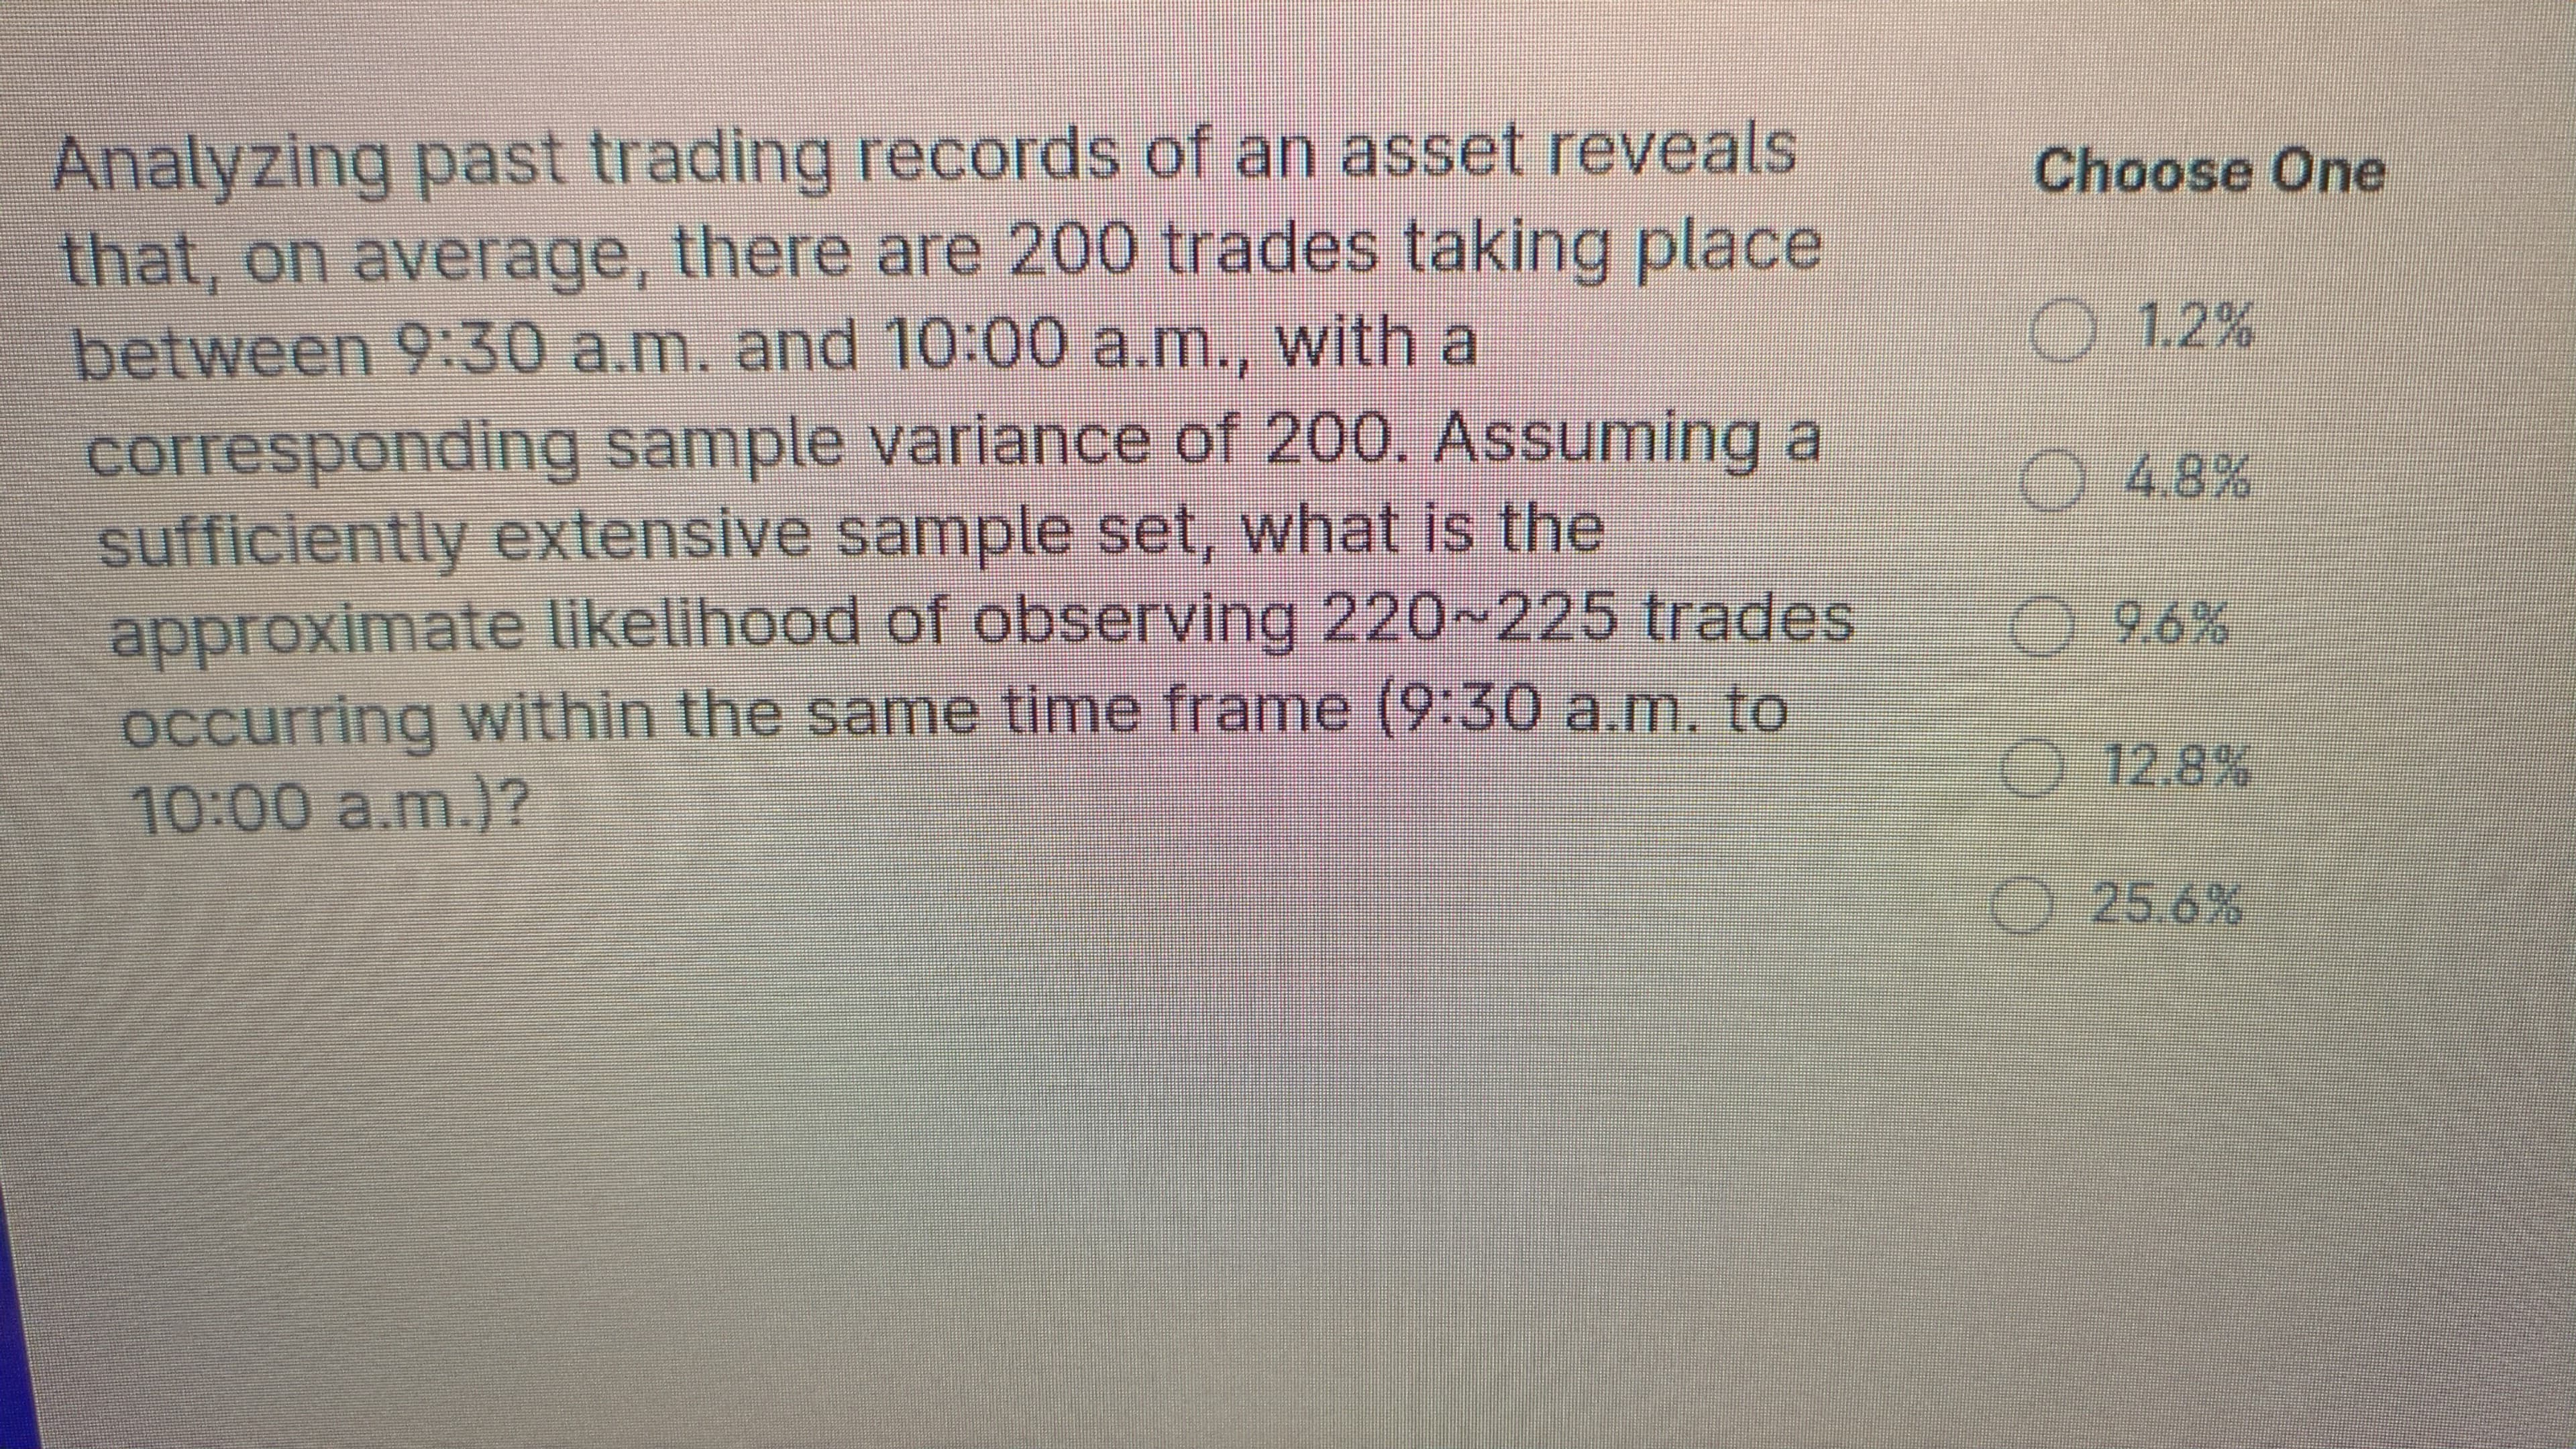 Analyzing past trading records of an asset reveals
that, on average, there are 200 trades taking place
between 9:30 a.m. and 10:00 a.m., with a
corresponding sample variance of 200. Assuming a
sufficiently extensive sample set, what is the
approximate likelihood of observing 220~225 trades
occurring within the same time frame (9:30 a.m. to
10:00 a.m.)?
Choose One
1.2%
4.8%
9.6%
12.8%
25.6%